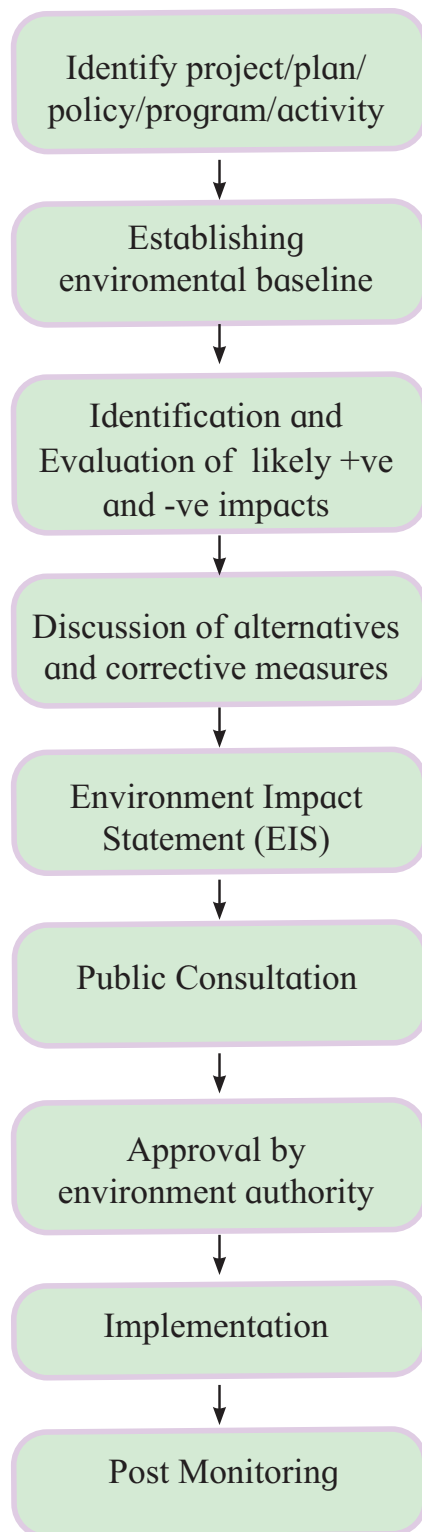 Identify project/plan/
policy/program/activity
Establishing
enviromental baseline
Identification and
Evaluation of likely +ve
and -ve impacts
Discussion of alternatives
and corrective measures
Environment Impact
Statement (EIS)
Public Consultation
Approval by
environment authority
Implementation
Post Monitoring